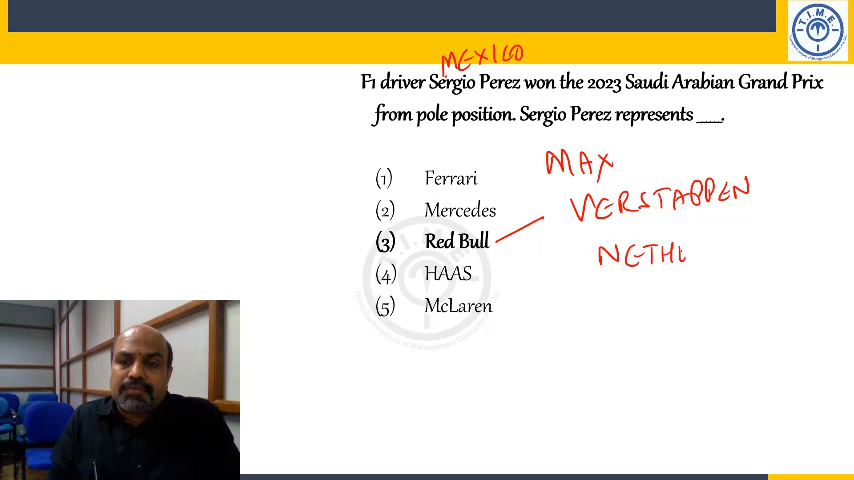 T.I.M.E.
MEXICO
F1 driver Sergio Perez won the 2023 Saudi Arabian Grand Prix
from pole position. Sergio Perez represents ____.
(1) Ferrari
(2) Mercedes
(3) Red Bull
(4) HAAS
(5) McLaren
MAX
VERSTAPPEN
NETH